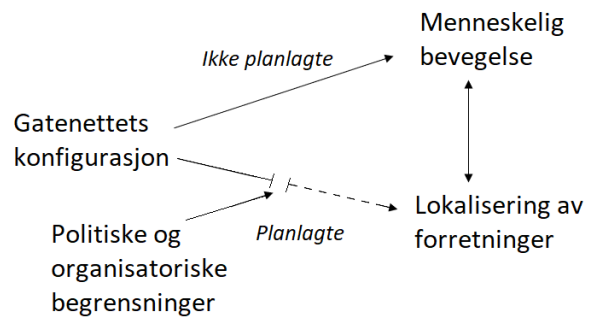 Menneskelig
bevegelse
Ikke planlagte
Gatenettets
konfigurasjon
Lokalisering av
forretninger
Planlagte
Politiske og
organisatoriske
begrensninger